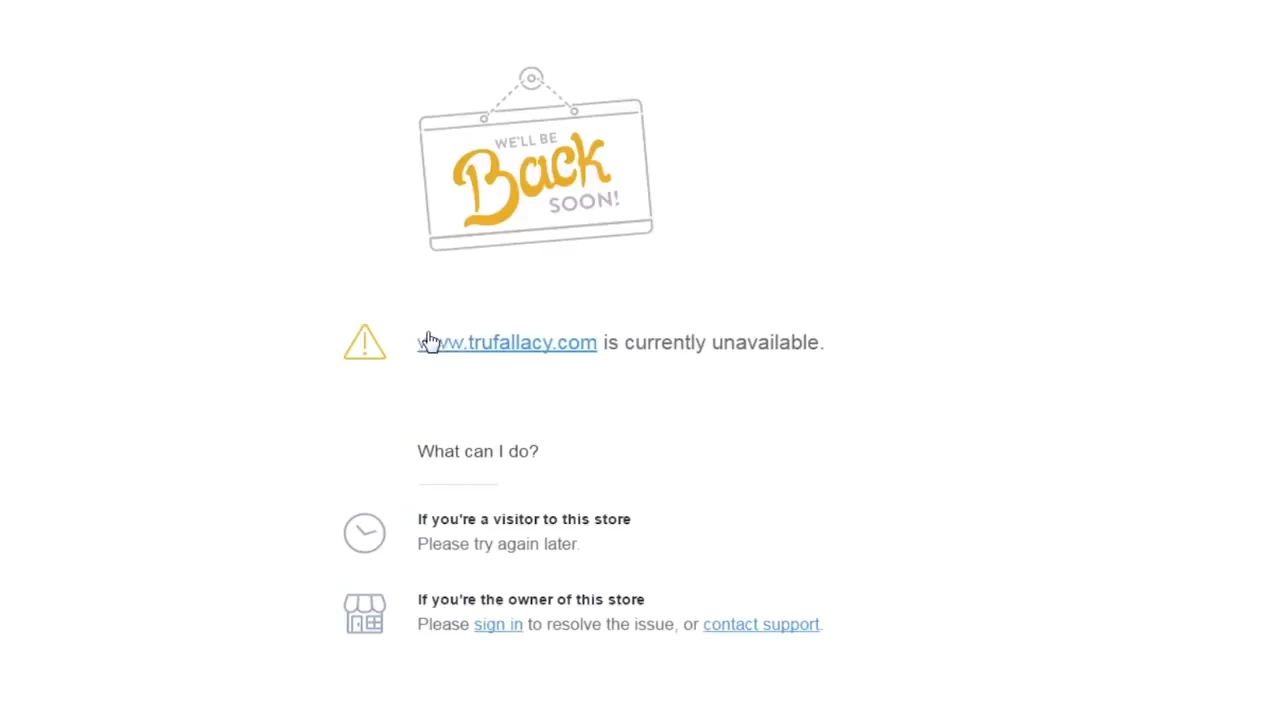 WE'LL BE
Back
SOON!
www.trufallacy.com is currently unavailable.
What can I do?
If you're a visitor to this store
Please try again later.
If you're the owner of this store
Please sign in to resolve the issue, or contact support.